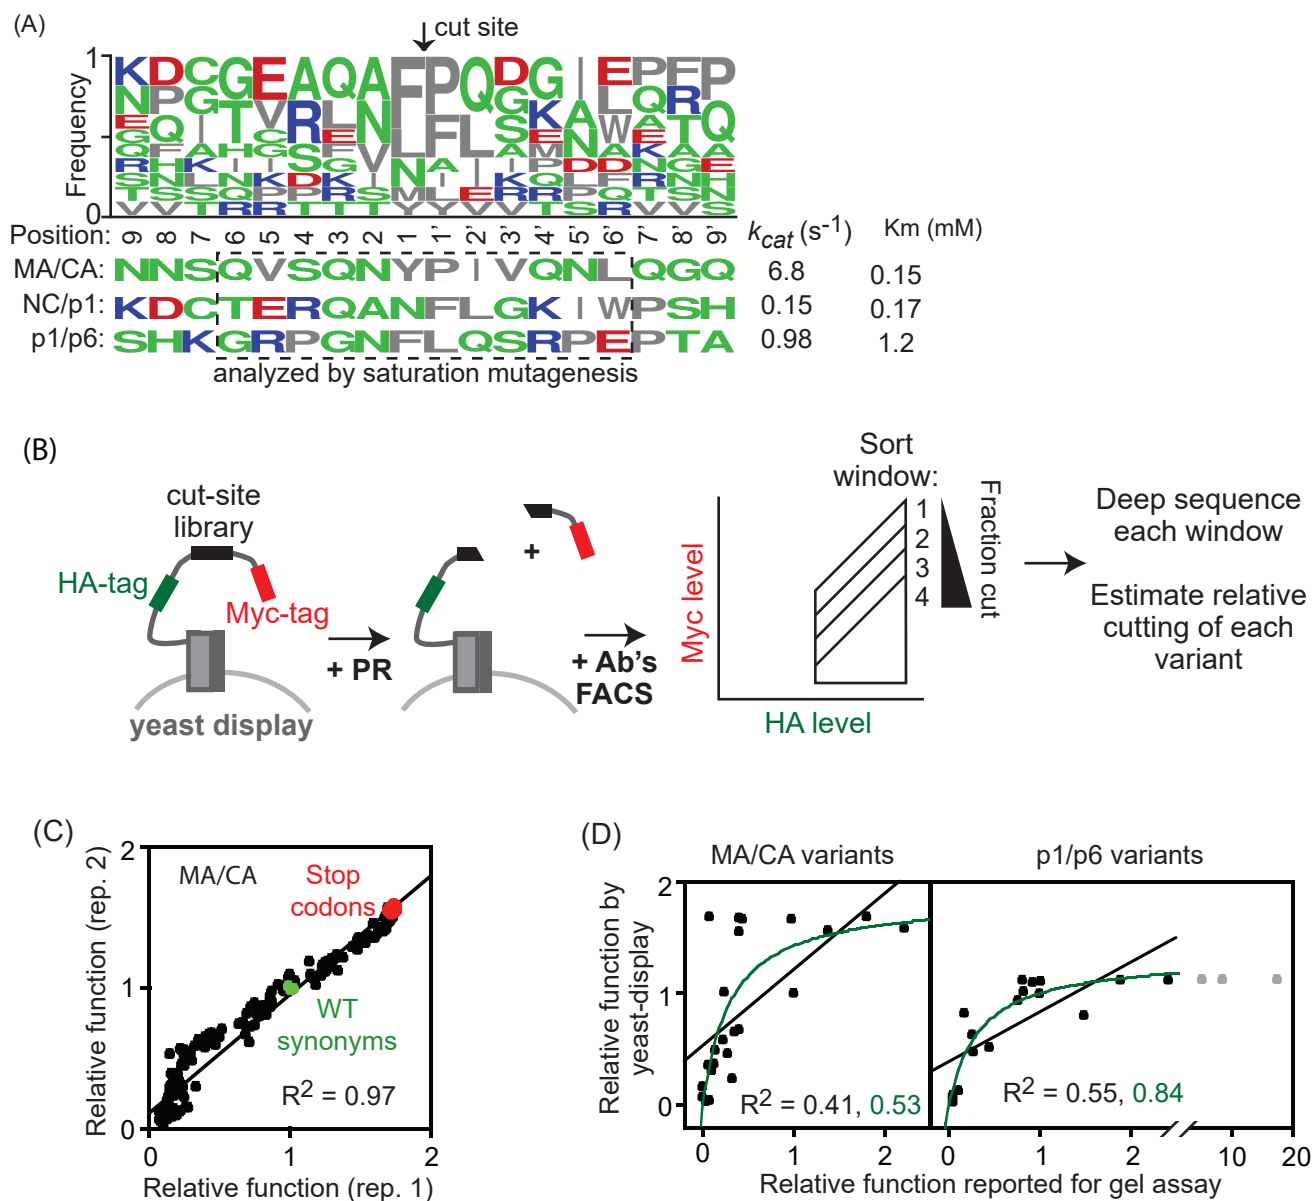 (A)
cut site
1
Frequency
0
KDCGEAQAFPQDGIEPFP
NPGTVRLNLFLGKALQRQ
Position: 9 8 7 6 5 4 3 2 1 1' 2' 3' 4' 5' 6' 7' 8' 9'
kcat (s-1) Km (mM)
MA/CA: NNSQVSQNYPIVQNLQGQ 6.8 0.15
NC/p1: KDCTERQANFLGKIWPSH 0.15 0.17
p1/p6: SHKGRPGNFLQSRPEPTA 0.98 1.2
analyzed by saturation mutagenesis
(B)
cut-site
library
HA-tag
Myc-tag
yeast display
+ PR
+
+ Ab's
FACS
Sort
window:
1
2
3
4
Fraction cut
Myc level
HA level
Deep sequence
each window
Estimate relative
cutting of each
variant
(C)
MA/CA
Stop
codons
WT
synonyms
R2 = 0.97
Relative function (rep. 2)
2
1
0
0 1 2
Relative function (rep. 1)
(D)
MA/CA variants
p1/p6 variants
Relative function by
yeast-display
2
1
0
R2 = 0.41, 0.53
R2 = 0.55, 0.84
0 1 2 0 1 2 10 20
Relative function reported for gel assay